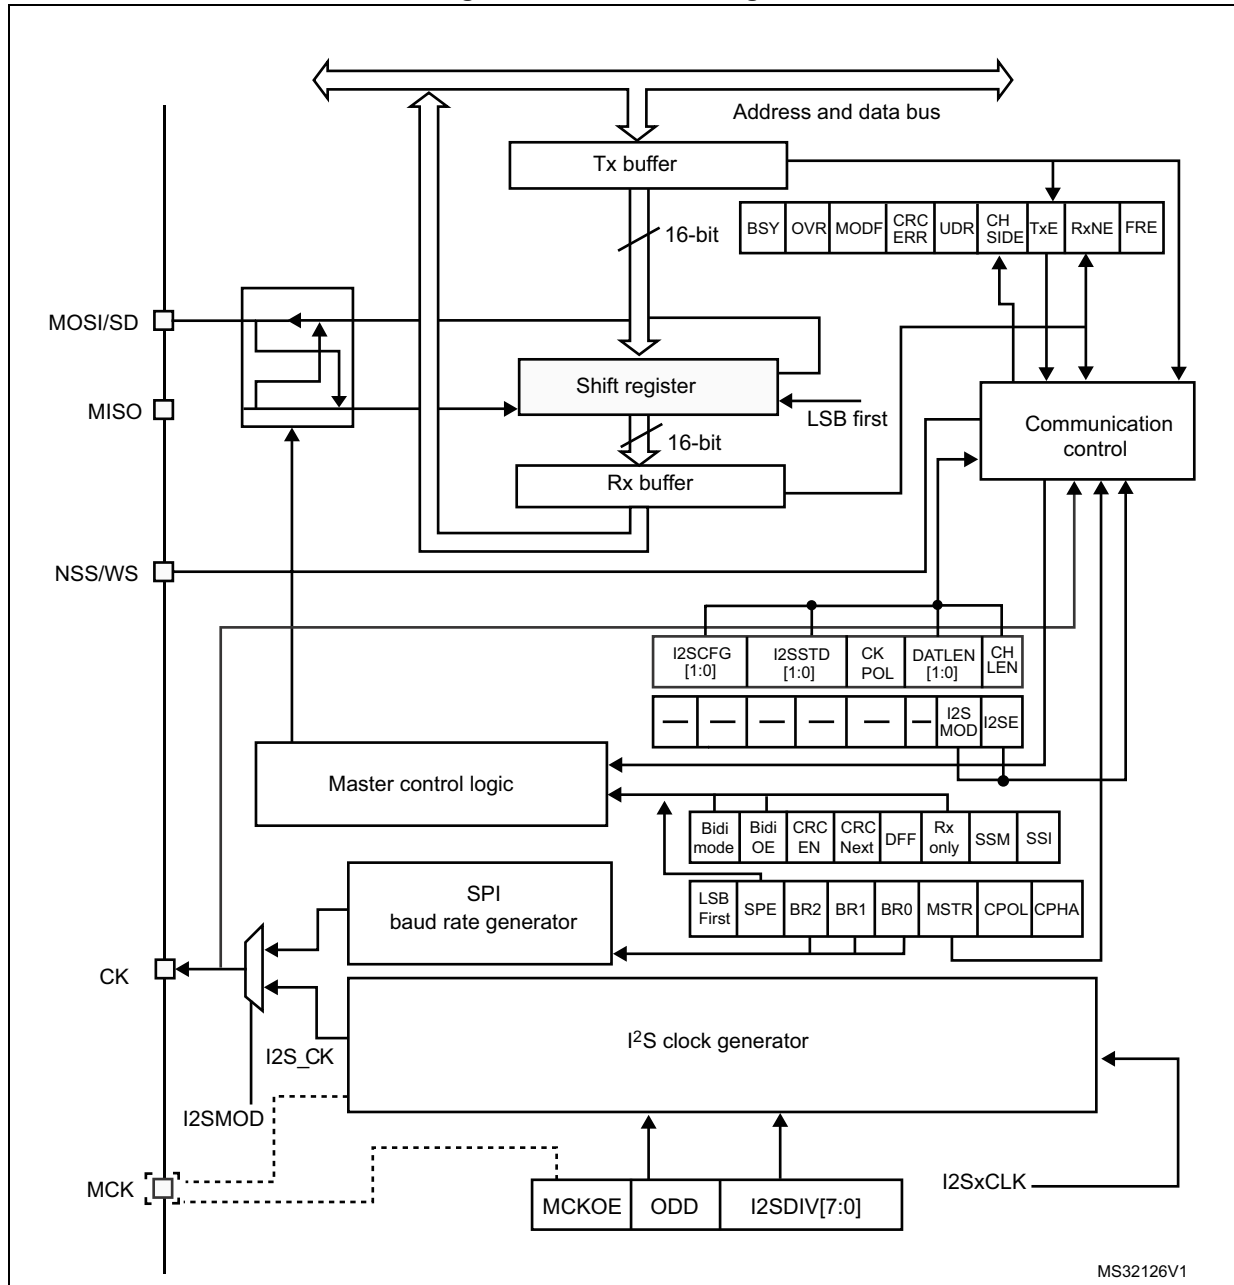 Address and data bus
Tx buffer
16-bit
BSY OVR MODF CRC ERR UDR CH SIDE TxE RxNE FRE
MOSI/SD
Shift register
MISO
LSB first
Communication
control
16-bit
Rx buffer
NSS/WS
I2SCFG [1:0] I2SSTD [1:0] CK POL DATLEN [1:0] CH LEN
— — — — — — I2S MOD I2SE
Master control logic
Bidi mode Bidi OE CRC EN CRC Next DFF Rx only SSM SSI
LSB First SPE BR2 BR1 BR0 MSTR CPOL CPHA
SPI
baud rate generator
CK
I²S clock generator
I2S_CK
I2SMOD
MCK
I2SxCLK
MCKOE ODD I2SDIV[7:0]
MS32126V1